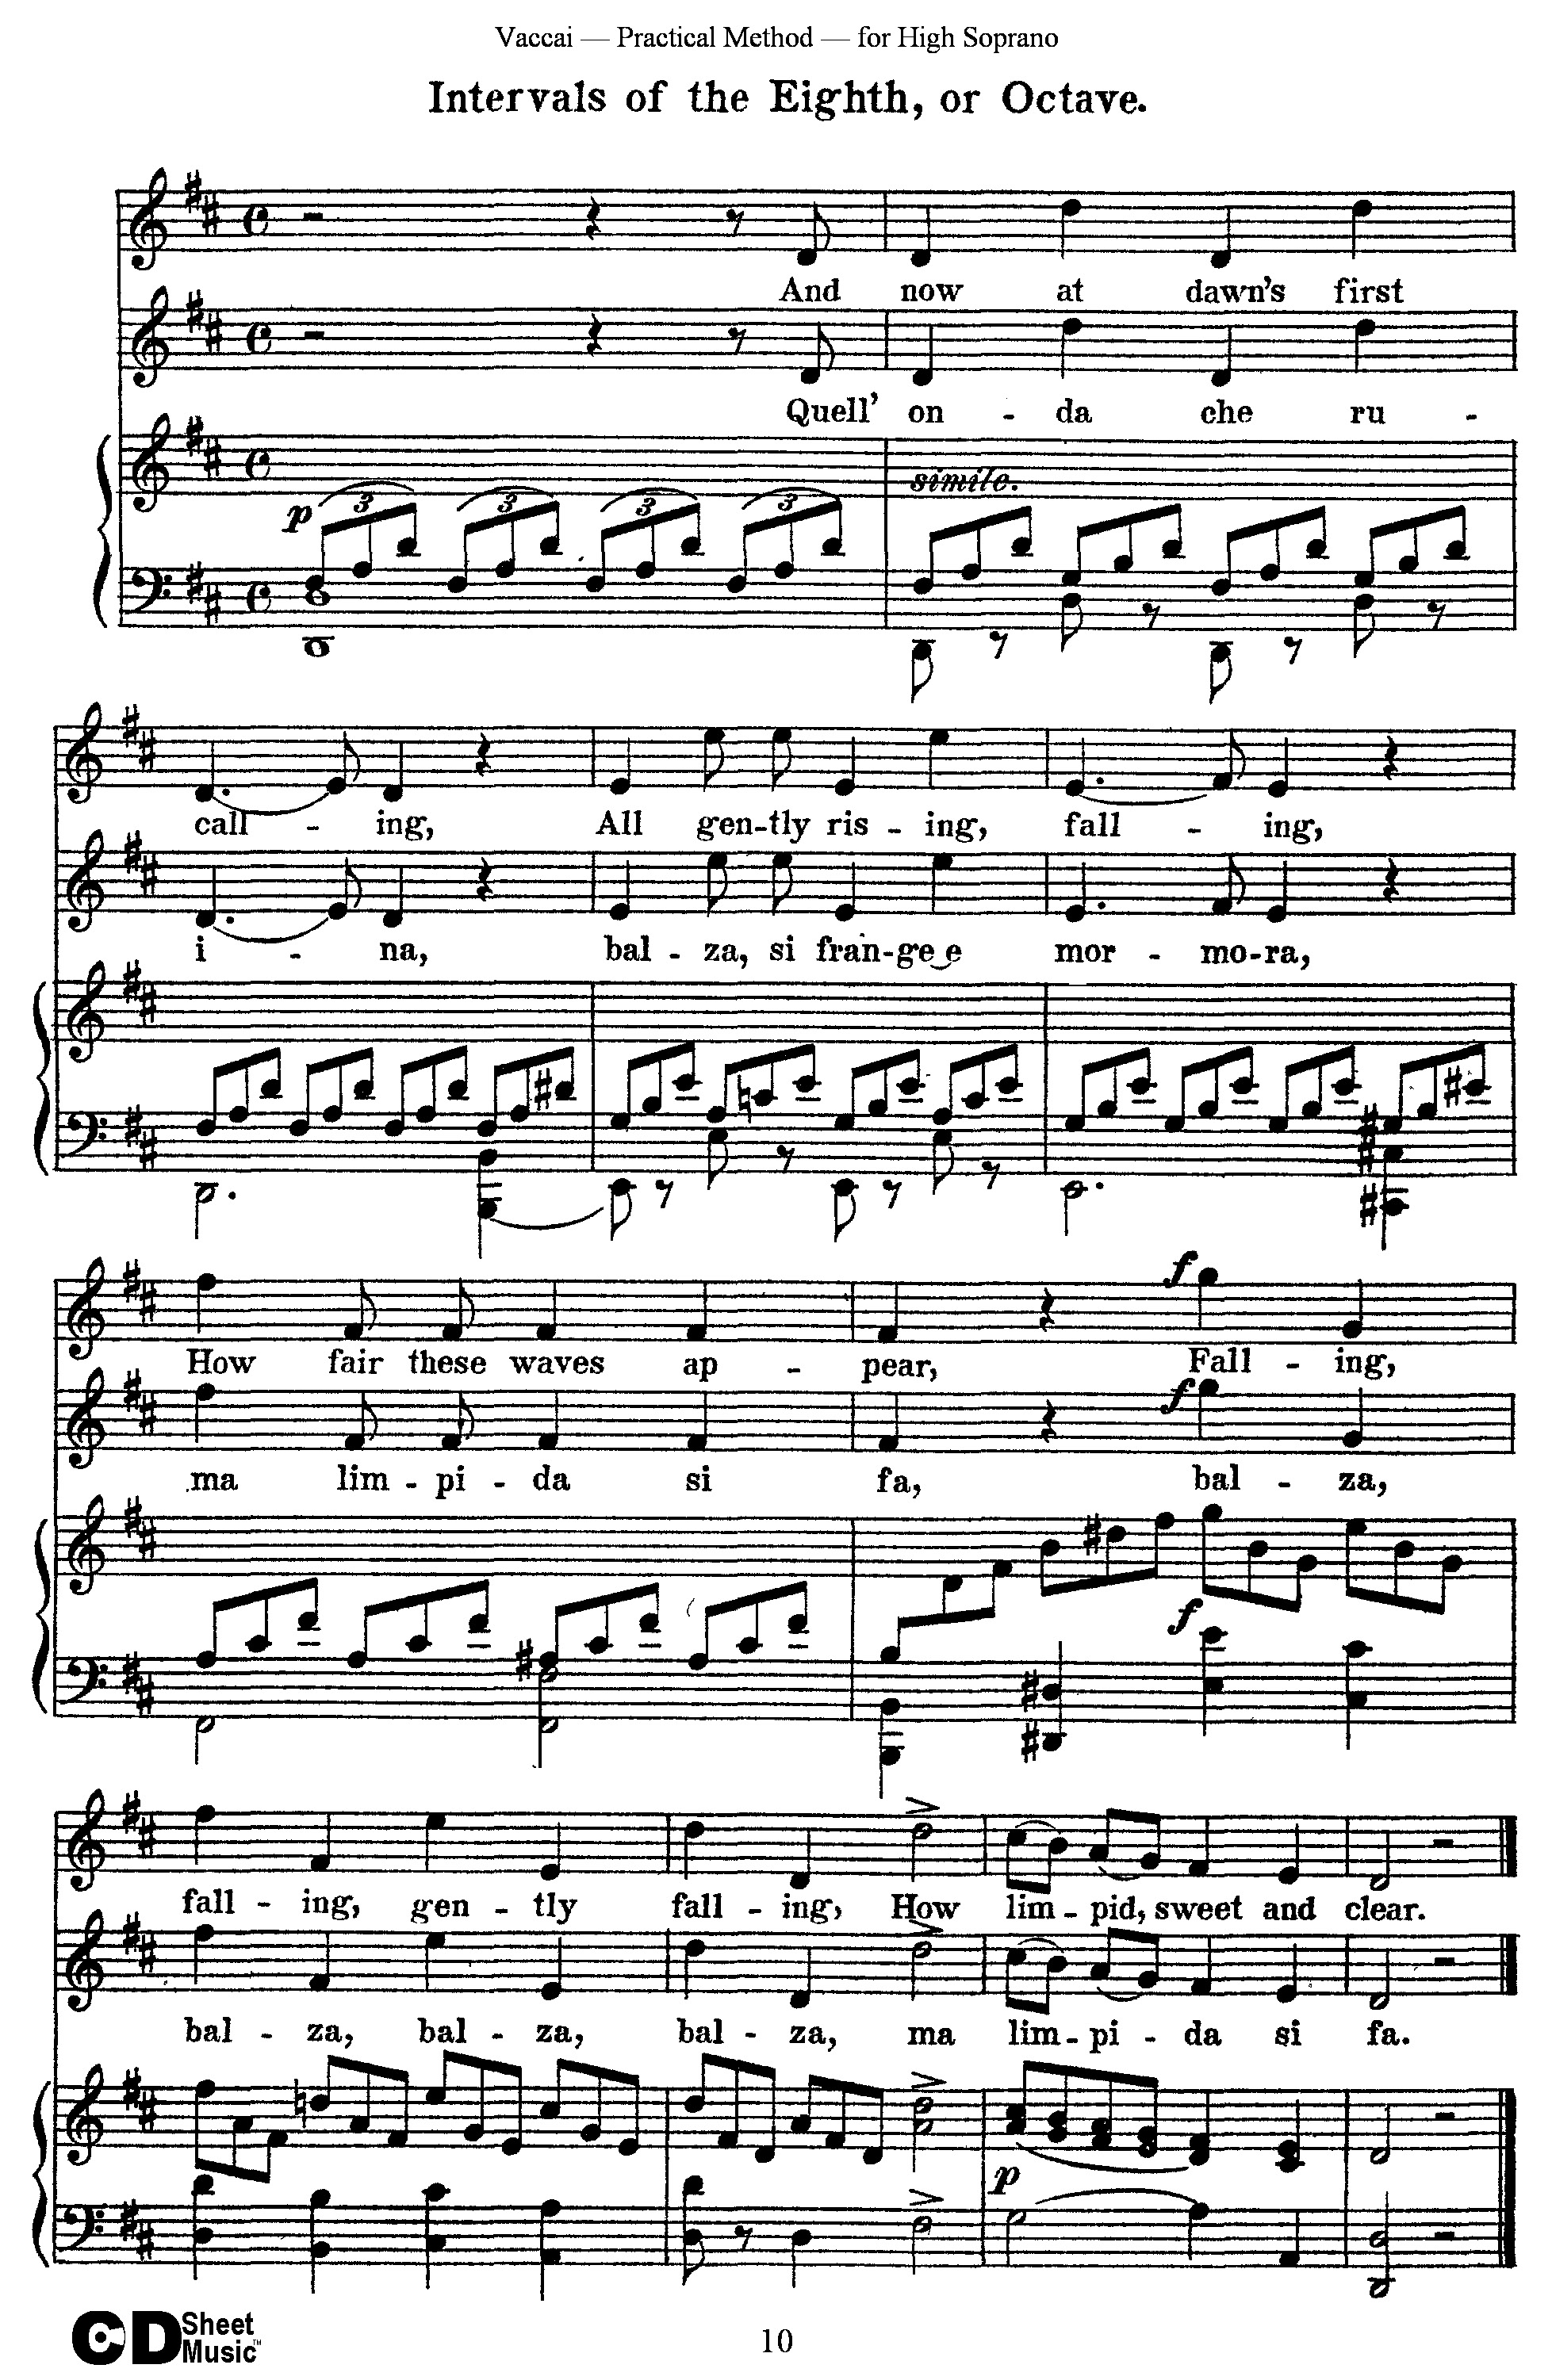 Vaccai — Practical Method — for High Soprano
Intervals of the Eighth, or Octave.
And now at dawn's first
Quell' on - da che ru -
p 3 3 3 3 simile.
call - ing, All gen-tly ris - ing, fall - ing,
i - na, bal - za, si fran-ge e mor - mo-ra,
f
How fair these waves ap - pear, Fall - ing,
f
ma lim - pi - da si fa, bal - za,
f
fall - ing, gen - tly fall - ing, How lim - pid, sweet and clear.
bal - za, bal - za, bal - za, ma lim - pi - da si fa.
p
CD Sheet Music™
10